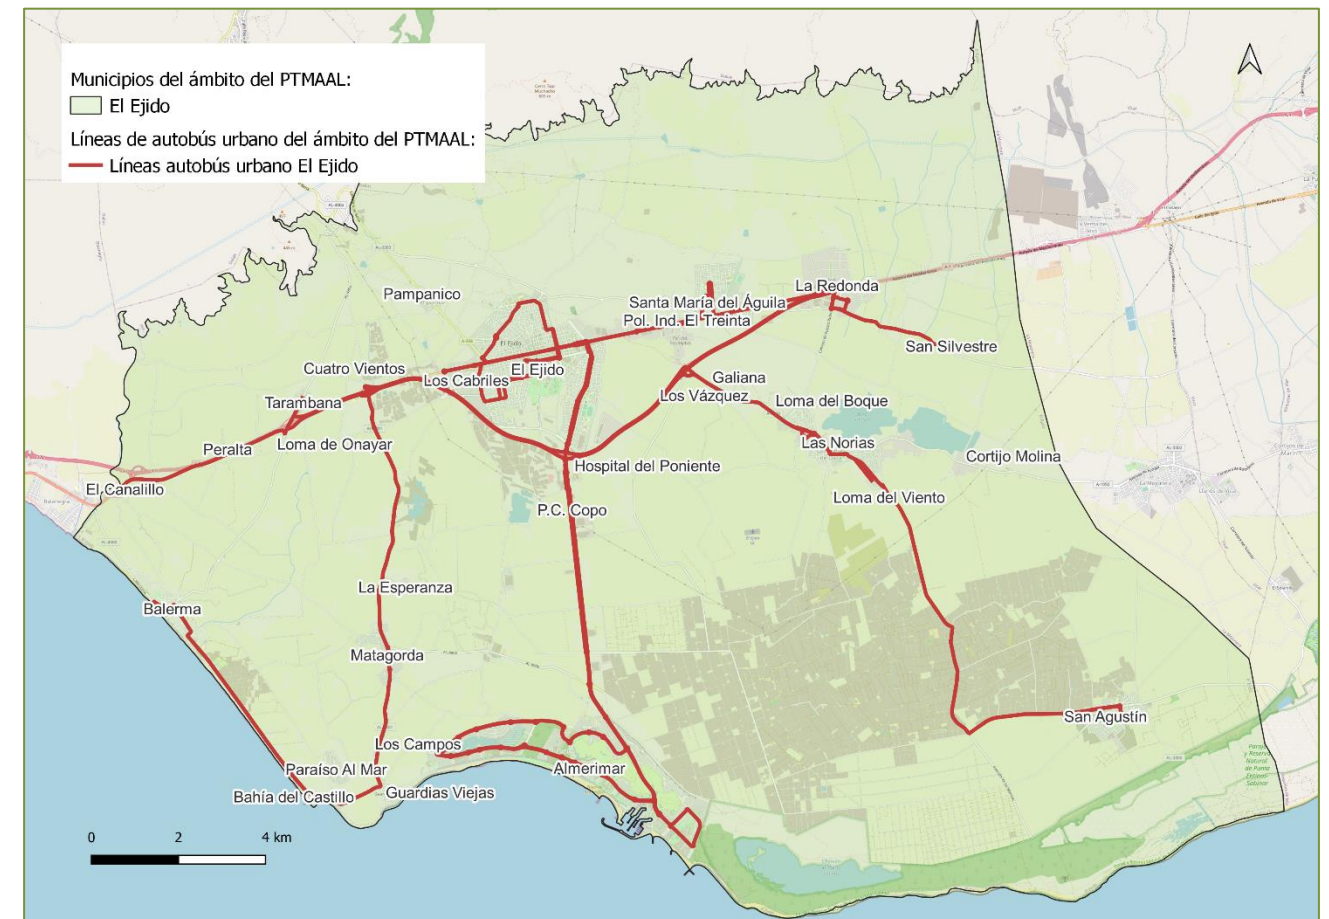 Municipios del ámbito del PTMAAL:
El Ejido
Líneas de autobús urbano del ámbito del PTMAAL:
Líneas autobús urbano El Ejido
La Redonda
Pampanico
Santa María del Águila
Pol. Ind. El Treinta
San Silvestre
El Ejido
Cuatro Vientos
El Ejido
Los Cabriles
Galiana
Los Vázquez
Tarambana
Loma del Boque
Loma de Onayar
Las Norias
Peralta
Cortijo Molina
Hospital del Poniente
El Canalillo
Loma del Viento
P.C. Copo
La Esperanza
Balerma
Matagorda
San Agustín
Los Campos
Paraíso Al Mar
Almerimar
Bahía del Castillo
Guardias Viejas
0 2 4 km